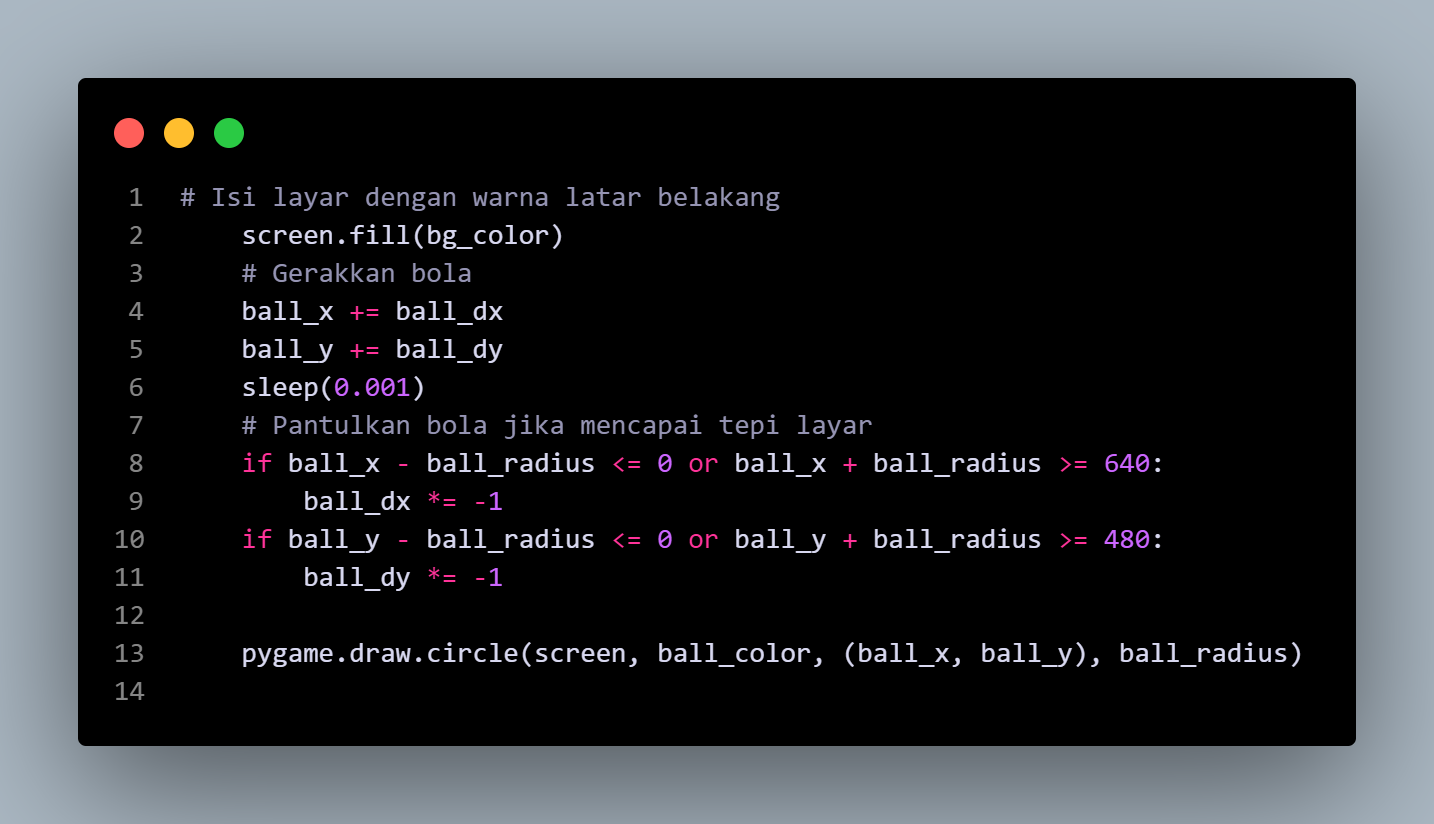 1 # Isi layar dengan warna latar belakang
2     screen.fill(bg_color)
3     # Gerakkan bola
4     ball_x += ball_dx
5     ball_y += ball_dy
6     sleep(0.001)
7     # Pantulkan bola jika mencapai tepi layar
8     if ball_x - ball_radius <= 0 or ball_x + ball_radius >= 640:
9         ball_dx *= -1
10     if ball_y - ball_radius <= 0 or ball_y + ball_radius >= 480:
11         ball_dy *= -1
12
13     pygame.draw.circle(screen, ball_color, (ball_x, ball_y), ball_radius)
14